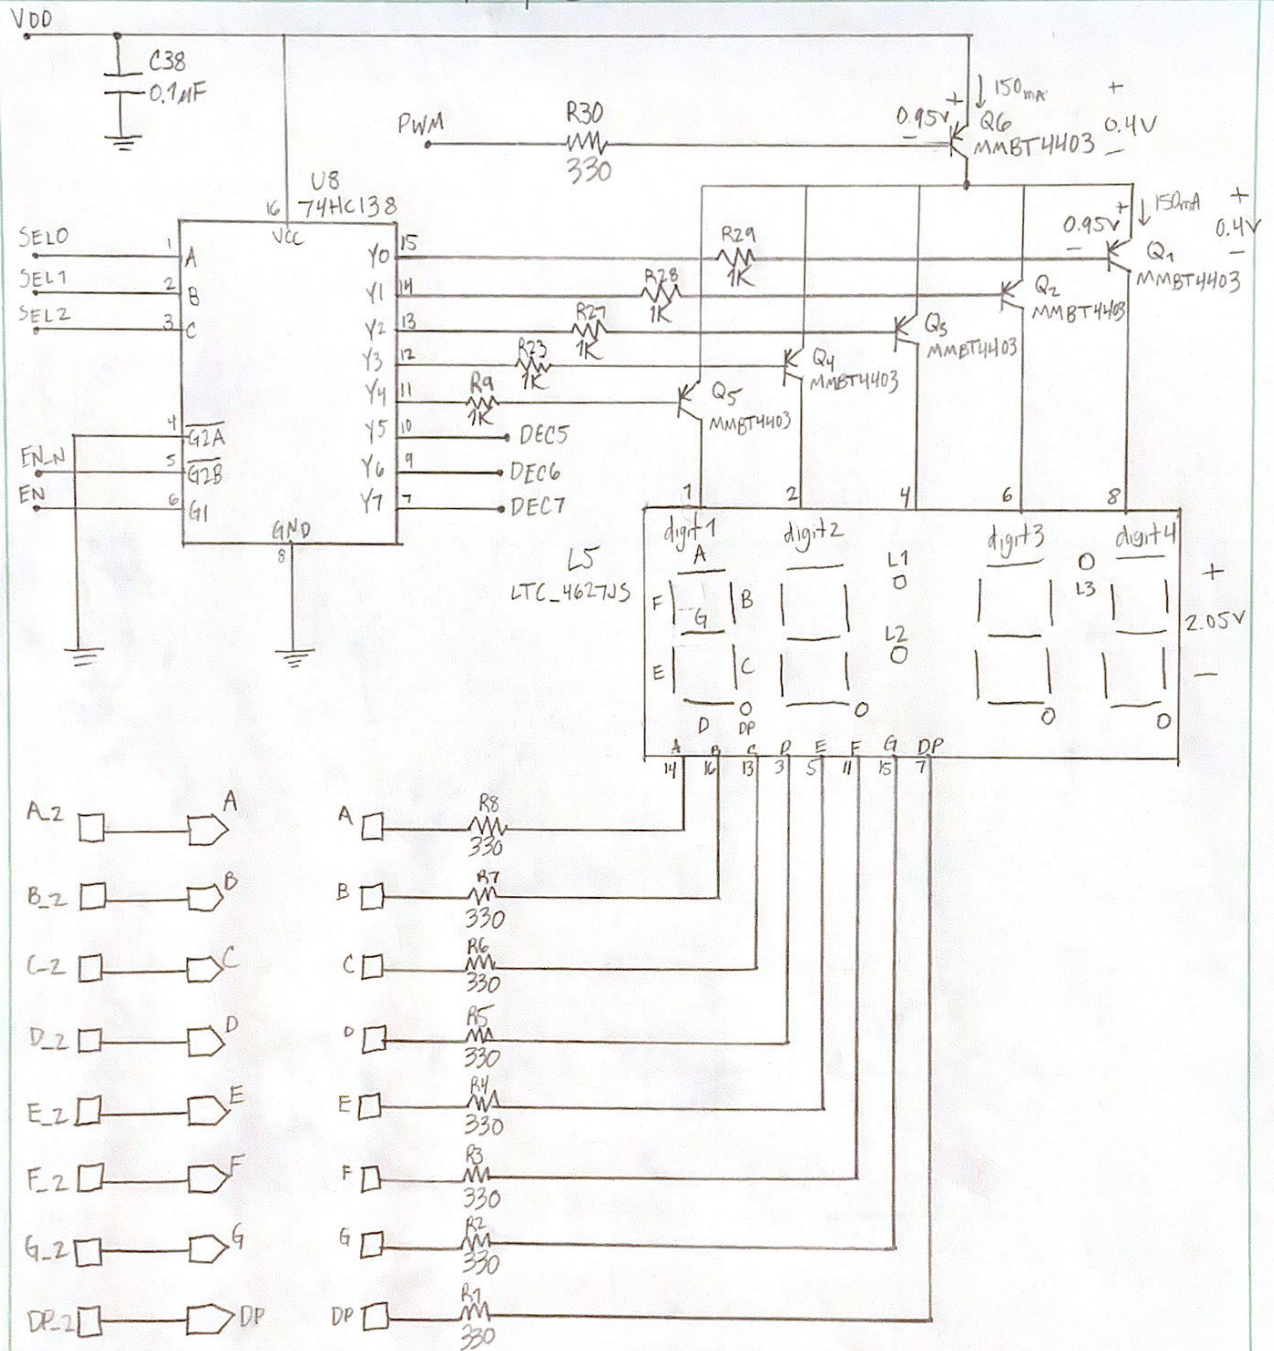 VDD
C38
0.1µF
PWM
R30
330
0.95V
+
−
150mA
Q6
MMBT4403
+
0.4V
−
U8
74HC138
16
VCC
SEL0
1
A
SEL1
2
B
SEL2
3
C
4
G2A
EN_N
5
G2B
EN
6
G1
GND
8
Y0
15
Y1
14
Y2
13
Y3
12
Y4
11
Y5
10
DEC5
Y6
9
DEC6
Y7
7
DEC7
R29
1K
R28
1K
R27
1K
R23
1K
R9
1K
0.95V
+
−
150mA
+
0.4V
−
Q1
MMBT4403
Q2
MMBT4403
Q3
MMBT4403
Q4
MMBT4403
Q5
MMBT4403
1
2
4
6
8
L5
LTC_4627JS
digit1
digit2
digit3
digit4
A
F
B
G
E
C
D
DP
L1
L2
L3
+
2.05V
−
A
B
C
D
E
F
G
DP
14
16
13
3
5
11
15
7
A_2
A
A
R8
330
B_2
B
B
R7
330
C_2
C
C
R6
330
D_2
D
D
R5
330
E_2
E
E
R4
330
F_2
F
F
R3
330
G_2
G
G
R2
330
DP_2
DP
DP
R1
330